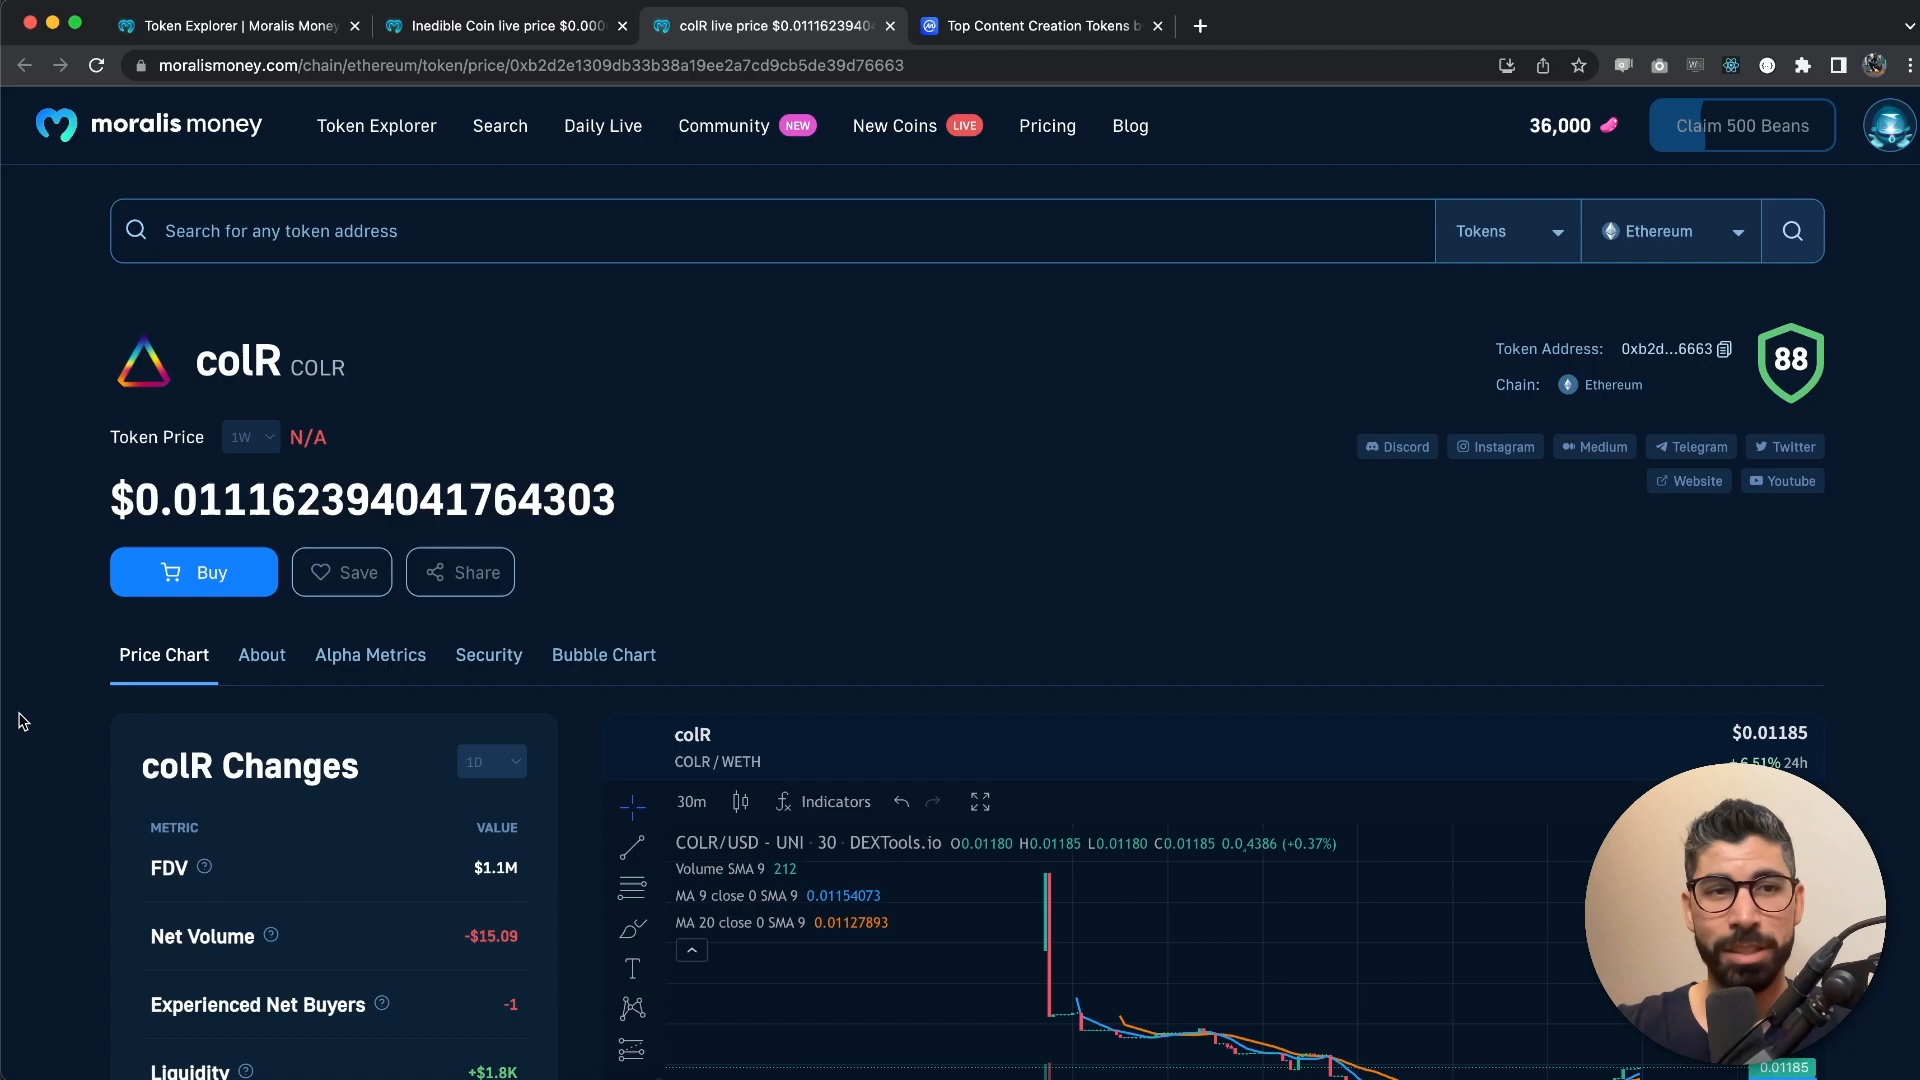 Token Explorer | Moralis Money
Inedible Coin live price $0.000
colR live price $0.0111623940
Top Content Creation Tokens b
moralismoney.com/chain/ethereum/token/price/0xb2d2e1309db33b38a19ee2a7cd9cb5de39d76663
moralis money
Token Explorer
Search
Daily Live
Community NEW
New Coins LIVE
Pricing
Blog
36,000
Claim 500 Beans
Search for any token address
Tokens
Ethereum
colR COLR
Token Address: 0xb2d...6663
88
Chain: Ethereum
Token Price 1W N/A
Discord Instagram Medium Telegram Twitter
Website Youtube
$0.011162394041764303
Buy Save Share
Price Chart About Alpha Metrics Security Bubble Chart
colR Changes 1D
METRIC VALUE
FDV $1.1M
Net Volume -$15.09
Experienced Net Buyers -1
Liquidity +$1.8K
colR
COLR / WETH
$0.01185
+6.51% 24h
30m Indicators
COLR/USD - UNI · 30 · DEXTools.io O0.01180 H0.01185 L0.01180 C0.01185 0.0₄4386 (+0.37%)
Volume SMA 9 212
MA 9 close 0 SMA 9 0.01154073
MA 20 close 0 SMA 9 0.01127893
0.01185